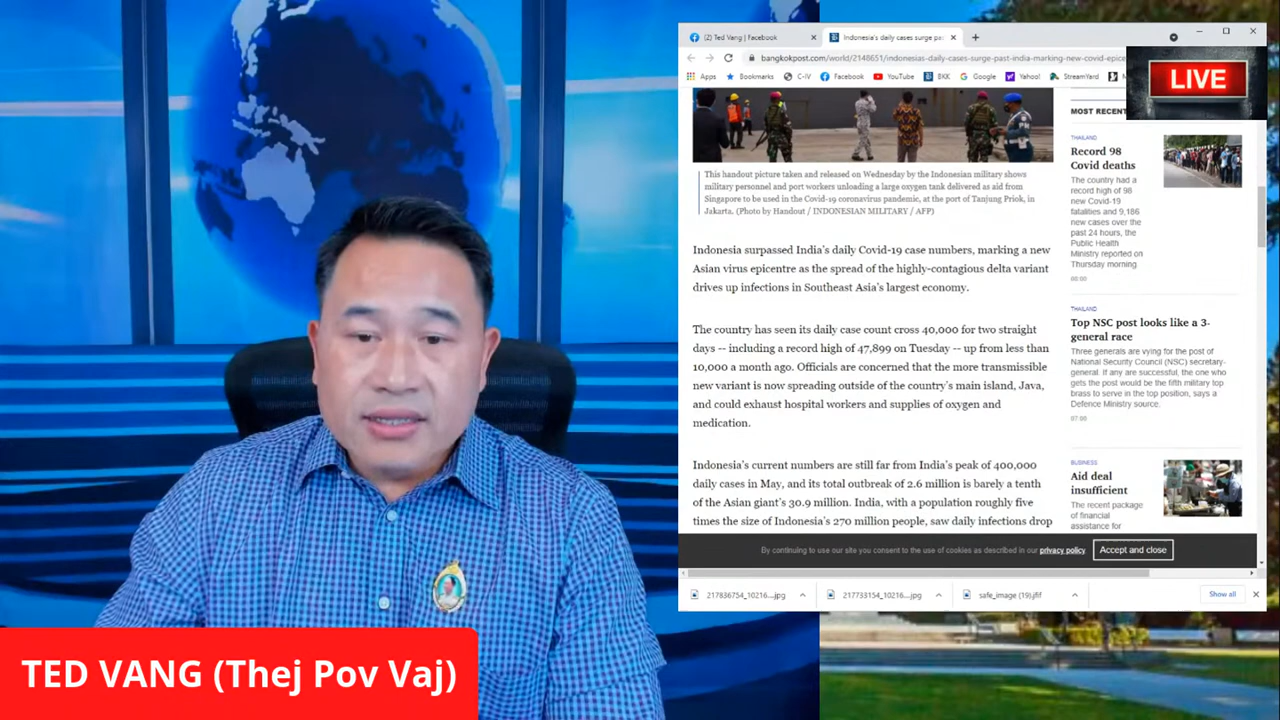 (2) Ted Vang | Facebook
Indonesia's daily cases surge pa
bangkokpost.com/world/2148651/indonesias-daily-cases-surge-past-india-marking-new-covid-epice
Apps
Bookmarks
C-IV
Facebook
YouTube
BKK
Google
Yahoo!
StreamYard
M
LIVE
This handout picture taken and released on Wednesday by the Indonesian military shows
military personnel and port workers unloading a large oxygen tank delivered as aid from
Singapore to be used in the Covid-19 coronavirus pandemic, at the port of Tanjung Priok, in
Jakarta. (Photo by Handout / INDONESIAN MILITARY / AFP)
Indonesia surpassed India's daily Covid-19 case numbers, marking a new
Asian virus epicentre as the spread of the highly-contagious delta variant
drives up infections in Southeast Asia's largest economy.
The country has seen its daily case count cross 40,000 for two straight
days -- including a record high of 47,899 on Tuesday -- up from less than
10,000 a month ago. Officials are concerned that the more transmissible
new variant is now spreading outside of the country's main island, Java,
and could exhaust hospital workers and supplies of oxygen and
medication.
Indonesia's current numbers are still far from India's peak of 400,000
daily cases in May, and its total outbreak of 2.6 million is barely a tenth
of the Asian giant's 30.9 million. India, with a population roughly five
times the size of Indonesia's 270 million people, saw daily infections drop
MOST RECENT
THAILAND
Record 98
Covid deaths
The country had a
record high of 98
new Covid-19
fatalities and 9,186
new cases over the
past 24 hours, the
Public Health
Ministry reported on
Thursday morning
08:00
THAILAND
Top NSC post looks like a 3-
general race
Three generals are vying for the post of
National Security Council (NSC) secretary-
general. If any are successful, the one who
gets the post would be the fifth military top
brass to serve in the top position, says a
Defence Ministry source.
07:00
BUSINESS
Aid deal
insufficient
The recent package
of financial
assistance for
By continuing to use our site you consent to the use of cookies as described in our privacy policy
Accept and close
217836754_10216....jpg
217733154_10216....jpg
safe_image (19).jfif
Show all
TED VANG (Thej Pov Vaj)